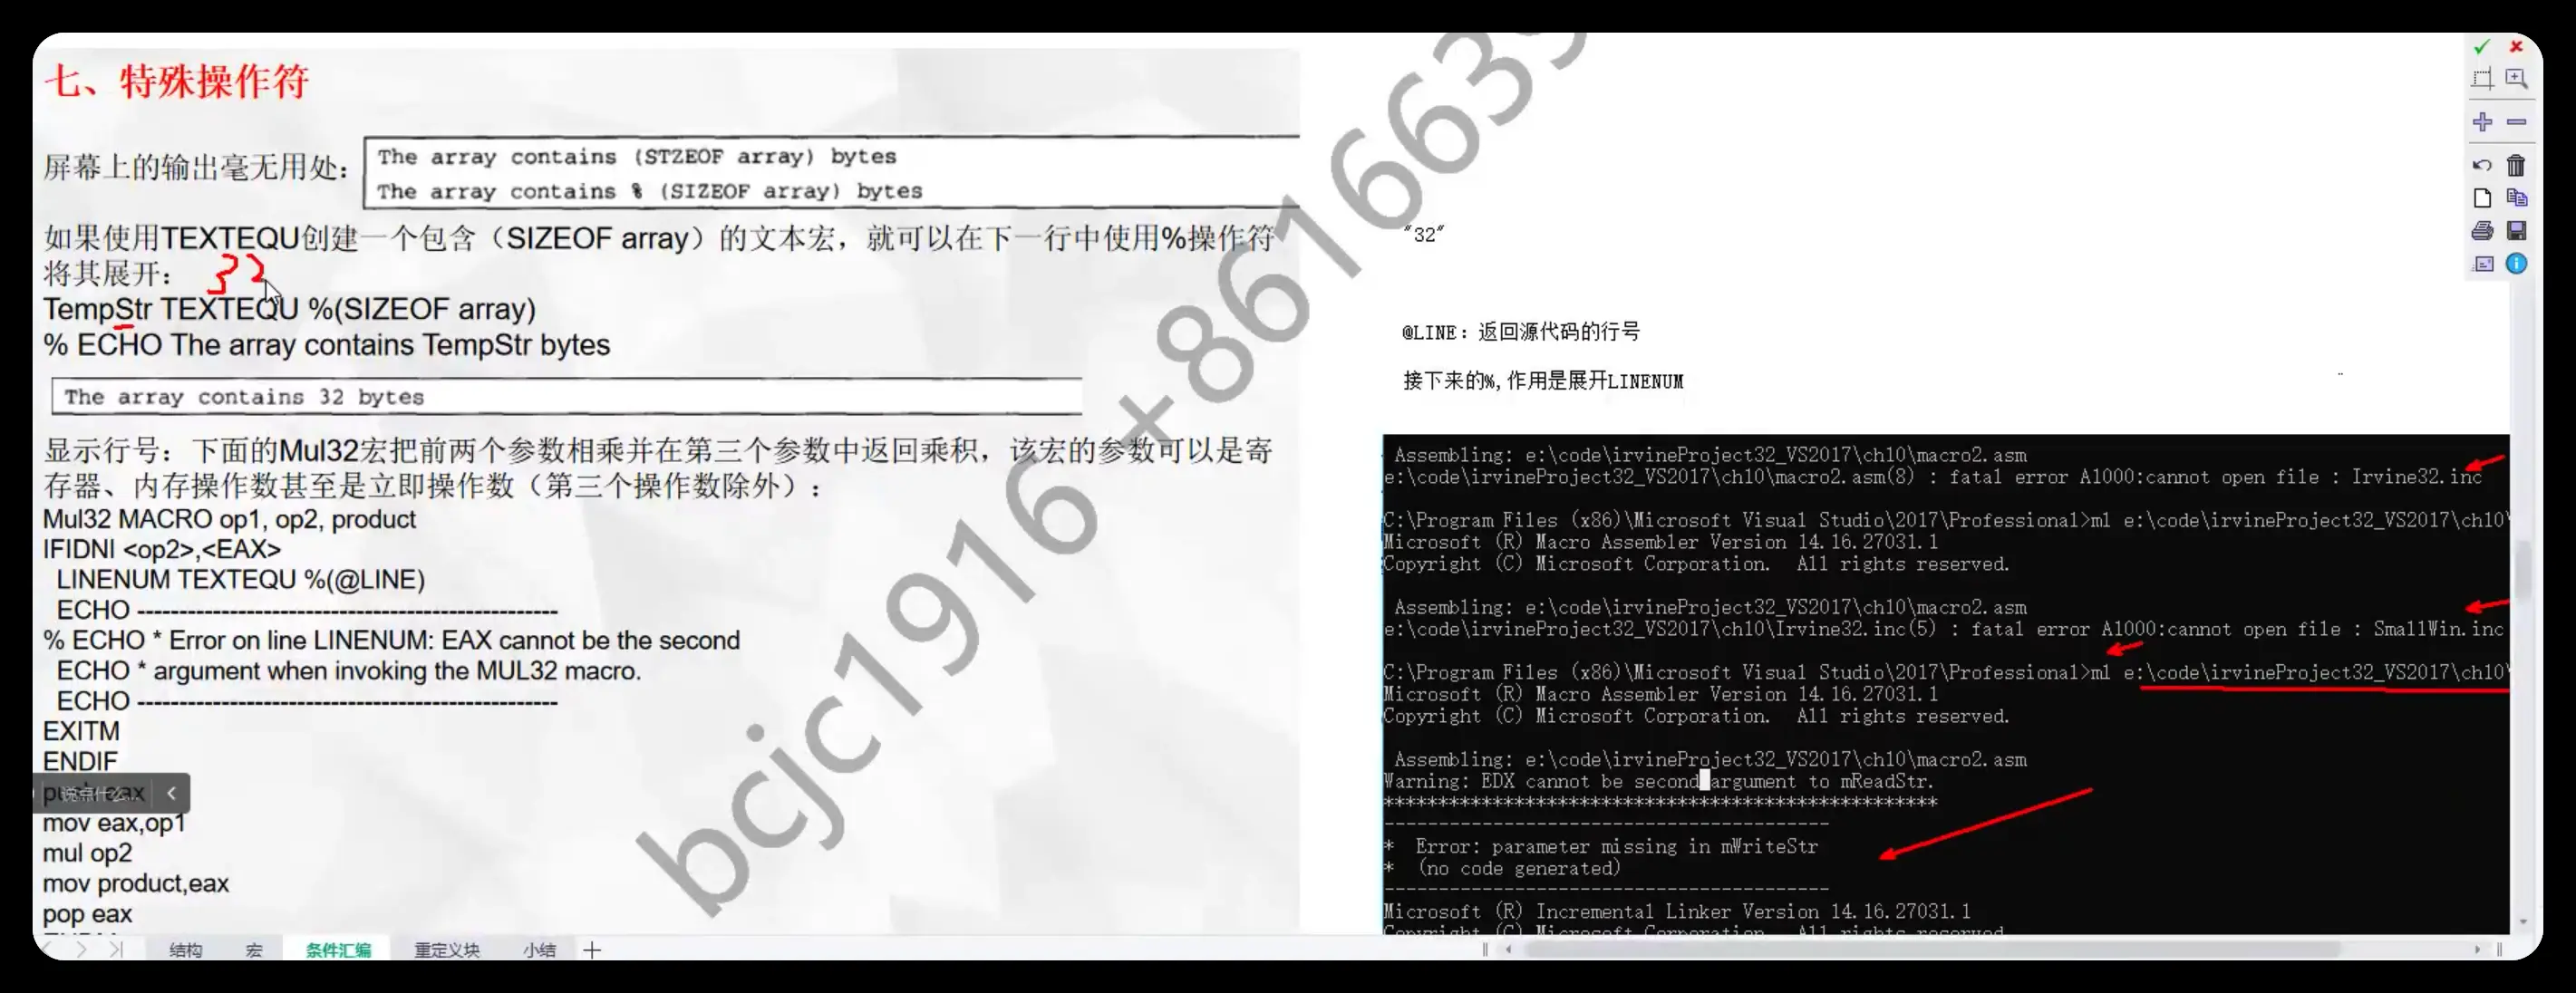 七、特殊操作符
屏幕上的输出毫无用处：
The array contains (STZEOF array) bytes
The array contains % (SIZEOF array) bytes
如果使用TEXTEQU创建一个包含（SIZEOF array）的文本宏，就可以在下一行中使用%操作符
将其展开：
32
TempStr TEXTEQU %(SIZEOF array)
% ECHO The array contains TempStr bytes
The array contains 32 bytes
显示行号：下面的Mul32宏把前两个参数相乘并在第三个参数中返回乘积，该宏的参数可以是寄
存器、内存操作数甚至是立即操作数（第三个操作数除外）：
Mul32 MACRO op1, op2, product
IFIDNI <op2>,<EAX>
LINENUM TEXTEQU %(@LINE)
ECHO --------------------------------------------------
% ECHO * Error on line LINENUM: EAX cannot be the second
ECHO * argument when invoking the MUL32 macro.
ECHO --------------------------------------------------
EXITM
ENDIF
说点什么...
mov eax,op1
mul op2
mov product,eax
pop eax
结构 宏 条件汇编 重定义块 小结
"32"
@LINE：返回源代码的行号
接下来的%,作用是展开LINENUM
Assembling: e:\code\irvineProject32_VS2017\ch10\macro2.asm
e:\code\irvineProject32_VS2017\ch10\macro2.asm(8) : fatal error A1000:cannot open file : Irvine32.inc
C:\Program Files (x86)\Microsoft Visual Studio\2017\Professional>ml e:\code\irvineProject32_VS2017\ch10\
Microsoft (R) Macro Assembler Version 14.16.27031.1
Copyright (C) Microsoft Corporation.  All rights reserved.
Assembling: e:\code\irvineProject32_VS2017\ch10\macro2.asm
e:\code\irvineProject32_VS2017\ch10\Irvine32.inc(5) : fatal error A1000:cannot open file : SmallWin.inc
C:\Program Files (x86)\Microsoft Visual Studio\2017\Professional>ml e:\code\irvineProject32_VS2017\ch10\
Microsoft (R) Macro Assembler Version 14.16.27031.1
Copyright (C) Microsoft Corporation.  All rights reserved.
Assembling: e:\code\irvineProject32_VS2017\ch10\macro2.asm
Warning: EDX cannot be second argument to mReadStr.
***************************************************
-----------------------------------------
*  Error: parameter missing in mWriteStr
*  (no code generated)
-----------------------------------------
Microsoft (R) Incremental Linker Version 14.16.27031.1
Copyright (C) Microsoft Corporation.  All rights reserved
bcjc1916 +861663